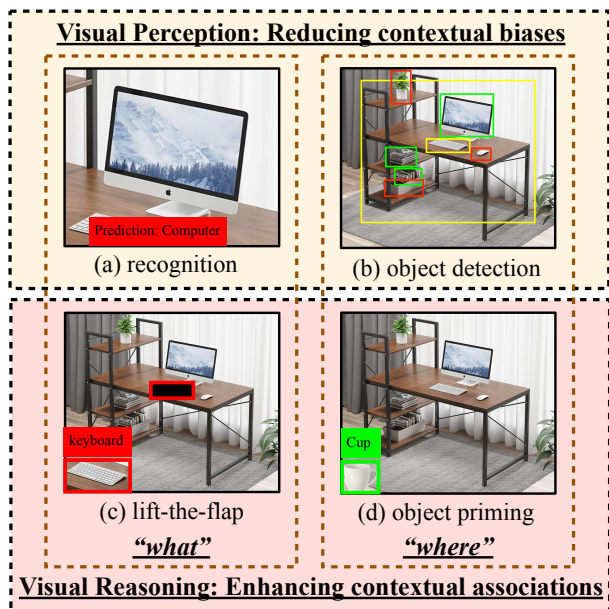 Visual Perception: Reducing contextual biases
Prediction: Computer
(a) recognition
(b) object detection
keyboard
Cup
(c) lift-the-flap
(d) object priming
“what”
“where”
Visual Reasoning: Enhancing contextual associations